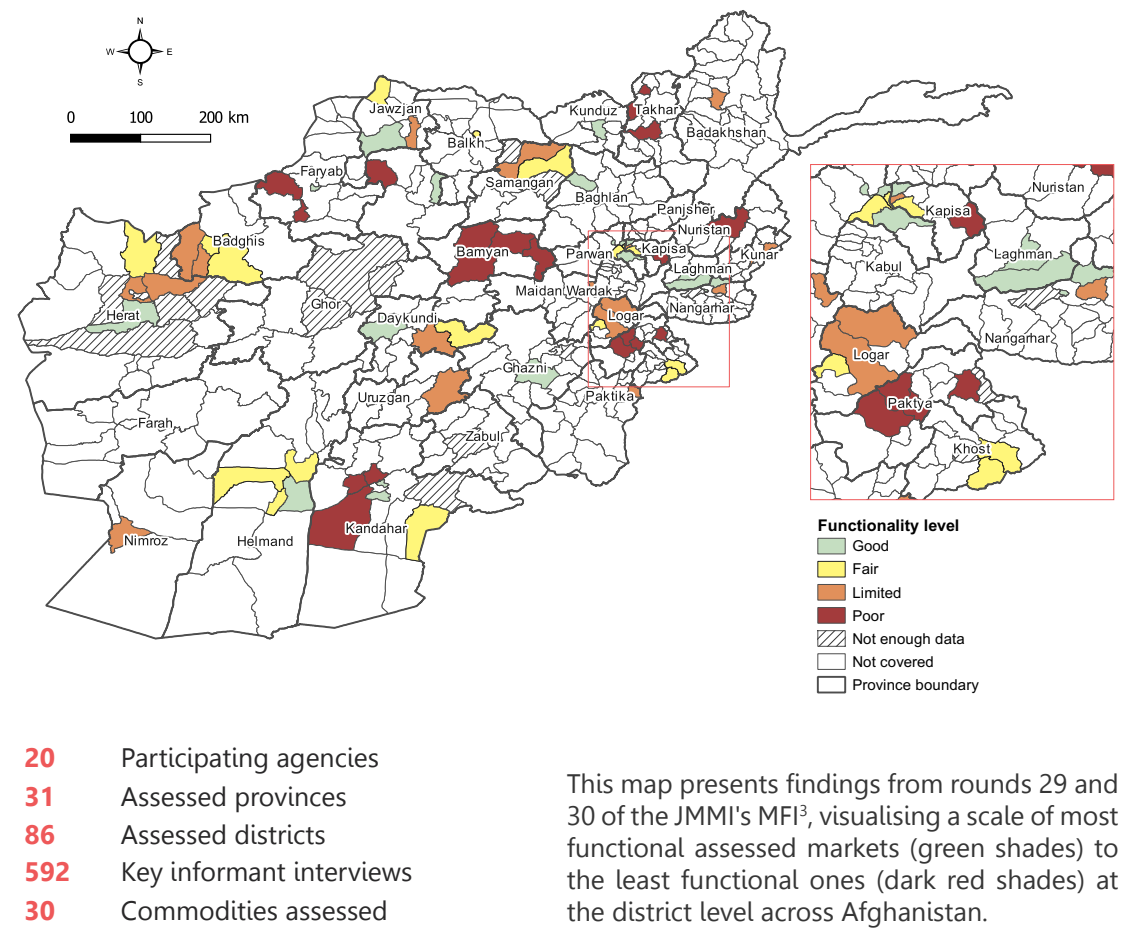 N
W
E
S
0
100
200 km
Jawzjan
Kunduz
Takhar
Badakhshan
Balkh
Faryab
Samangan
Baghlan
Panjsher
Nuristan
Badghis
Bamyan
Parwan
Kapisa
Kunar
Laghman
Maidan Wardak
Nangarhar
Herat
Ghor
Daykundi
Logar
Ghazni
Uruzgan
Paktika
Farah
Zabul
Nimroz
Helmand
Kandahar
Nuristan
Kapisa
Laghman
Kabul
Nangarhar
Logar
Paktya
Khost
Functionality level
Good
Fair
Limited
Poor
Not enough data
Not covered
Province boundary
20 Participating agencies
31 Assessed provinces
86 Assessed districts
592 Key informant interviews
30 Commodities assessed
This map presents findings from rounds 29 and
30 of the JMMI's MFI³, visualising a scale of most
functional assessed markets (green shades) to
the least functional ones (dark red shades) at
the district level across Afghanistan.